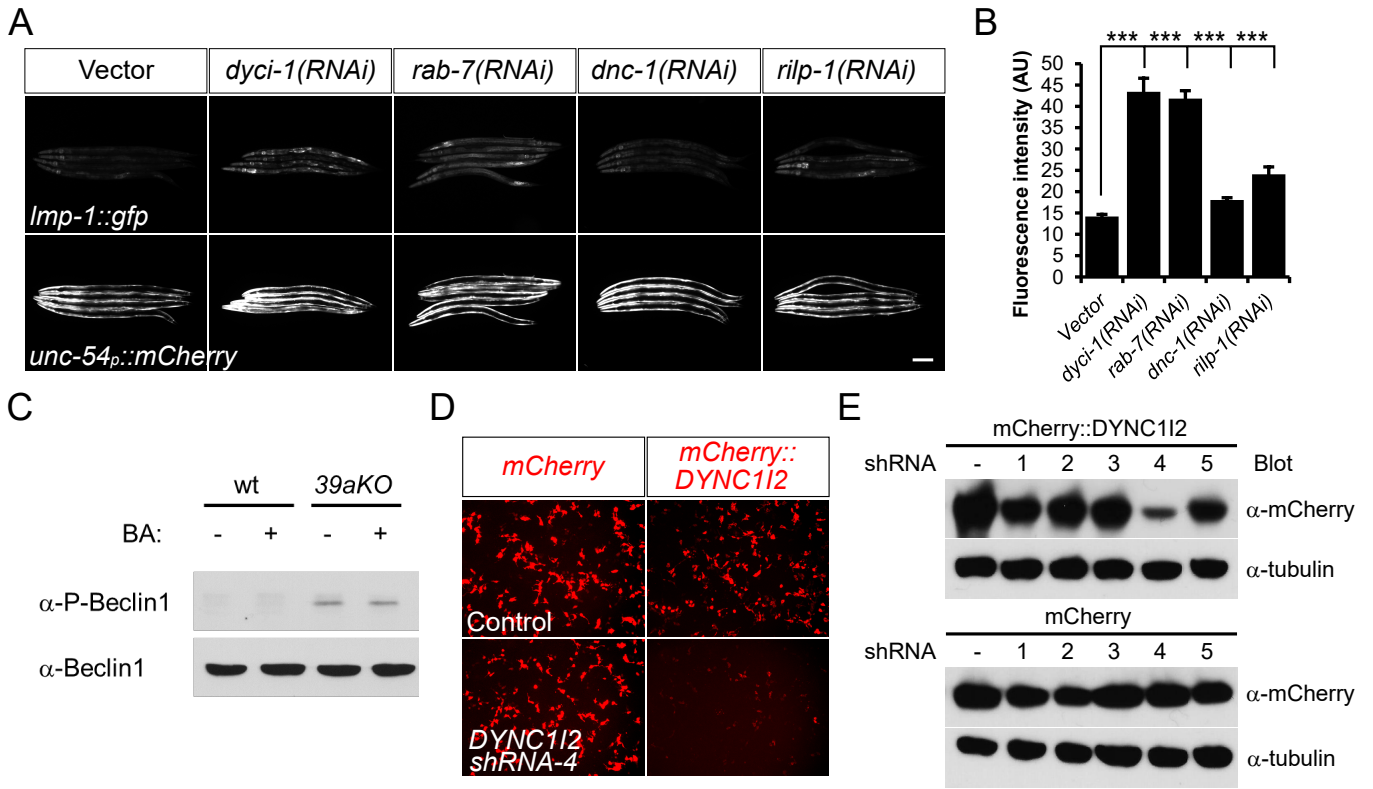 A
Vector dyci-1(RNAi) rab-7(RNAi) dnc-1(RNAi) rilp-1(RNAi)
lmp-1::gfp
unc-54p::mCherry
B
*** *** *** ***
Fluorescence intensity (AU)
50
45
40
35
30
25
20
15
10
5
0
Vector dyci-1(RNAi) rab-7(RNAi) dnc-1(RNAi) rilp-1(RNAi)
C
wt 39aKO
BA: - + - +
α-P-Beclin1
α-Beclin1
D
mCherry mCherry::
DYNC1I2
Control
DYNC1I2
shRNA-4
E
mCherry::DYNC1I2
shRNA - 1 2 3 4 5 Blot
α-mCherry
α-tubulin
mCherry
shRNA - 1 2 3 4 5
α-mCherry
α-tubulin